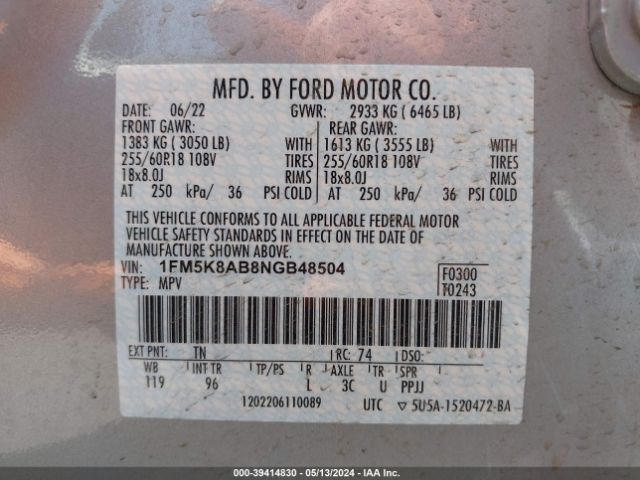 MFD. BY FORD MOTOR CO.
DATE: 06/22 GVWR: 2933 KG ( 6465 LB)
FRONT GAWR: REAR GAWR:
1383 KG ( 3050 LB) WITH 1613 KG ( 3555 LB) WITH
255/60R18 108V TIRES 255/60R18 108V TIRES
18x8.0J RIMS 18x8.0J RIMS
AT 250 kPa/ 36 PSI COLD AT 250 kPa/ 36 PSI COLD
THIS VEHICLE CONFORMS TO ALL APPLICABLE FEDERAL MOTOR
VEHICLE SAFETY STANDARDS IN EFFECT ON THE DATE OF
MANUFACTURE SHOWN ABOVE.
VIN: 1FM5K8AB8NGB48504 F0300
TYPE: MPV T0243
EXT PNT: TN RC: 74 DSO:
WB INT TR TP/PS R AXLE TR SPR
119 96 L 3C U PPJJ
1202206110089 UTC ▽ 5U5A-1520472-BA
000-39414830 - 05/13/2024 - IAA Inc.